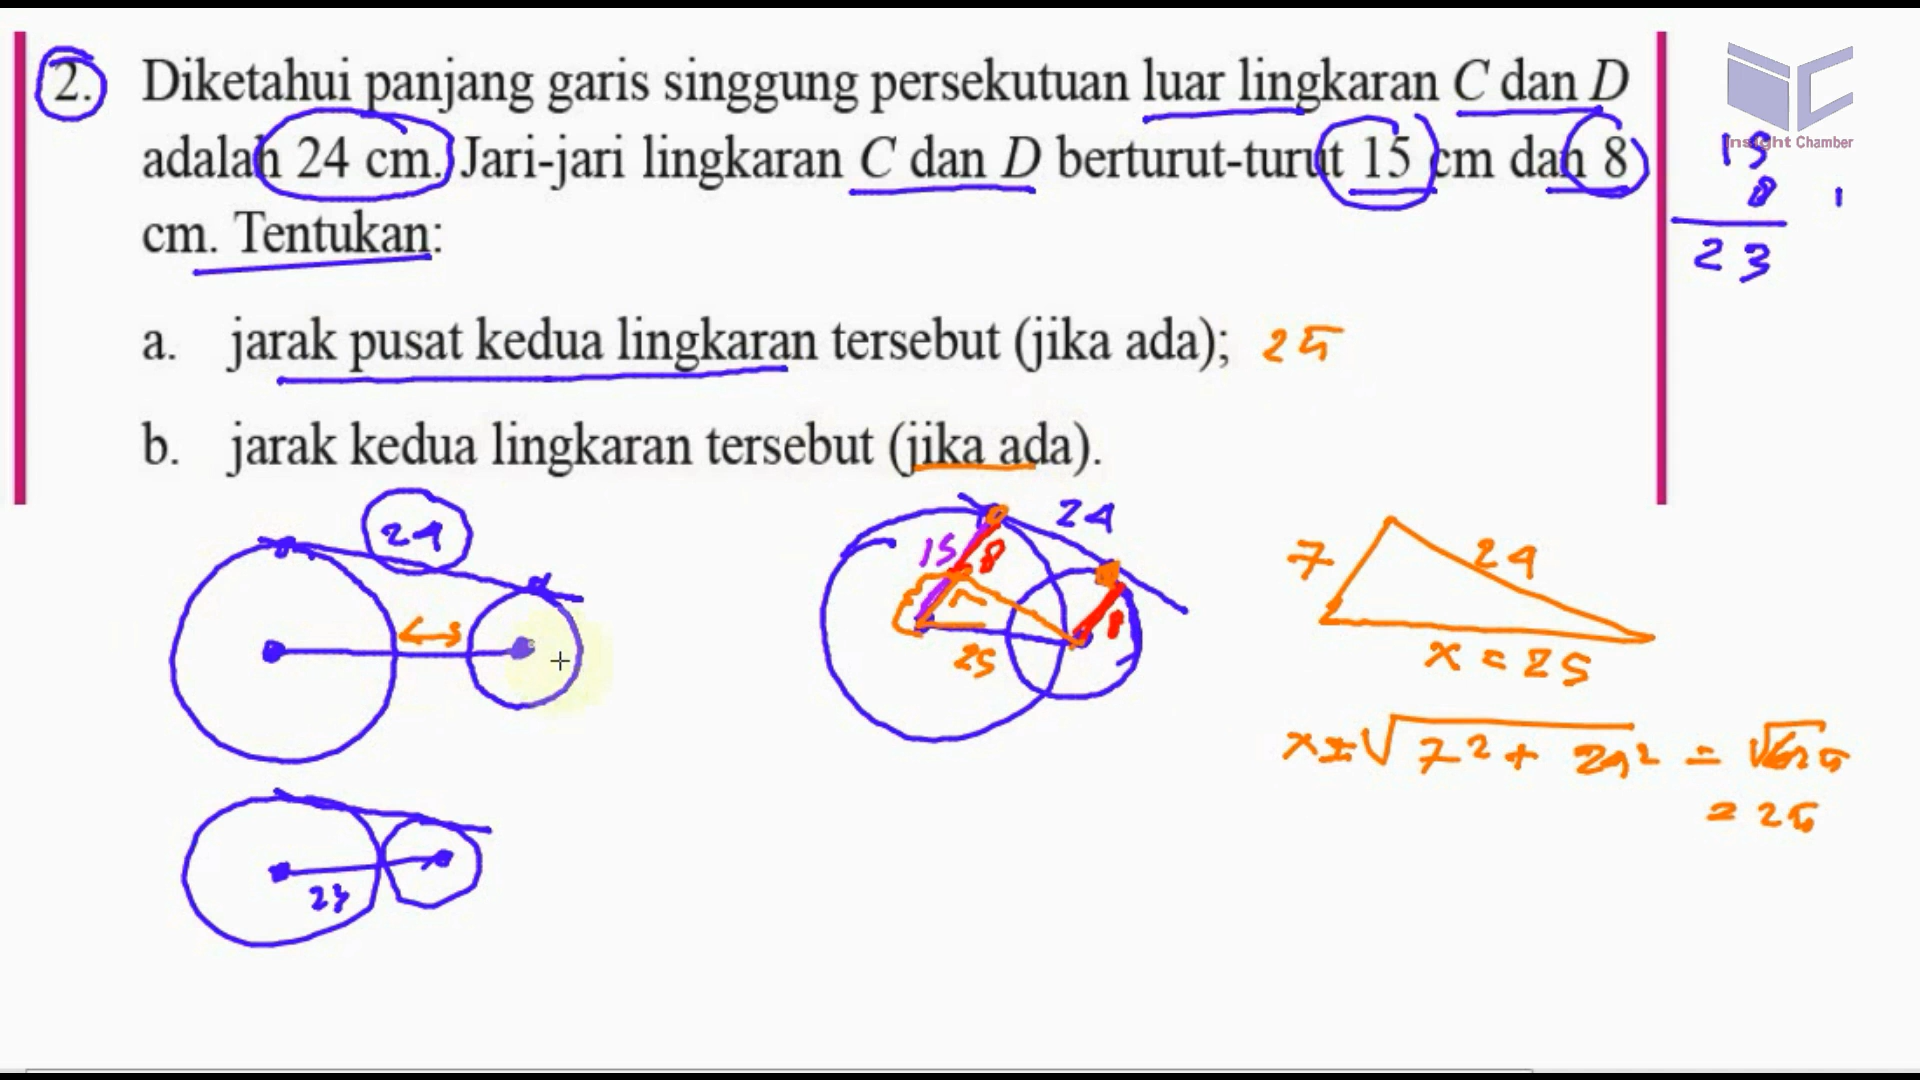 2. Diketahui panjang garis singgung persekutuan luar lingkaran C dan D
adalah 24 cm. Jari-jari lingkaran C dan D berturut-turut 15 cm dan 8
cm. Tentukan:
a. jarak pusat kedua lingkaran tersebut (jika ada); 25
b. jarak kedua lingkaran tersebut (jika ada).
Insight Chamber
15
8
23
24
23
24
15
8
8
25
7
24
x = 25
x = √7² + 24² = √625
= 25